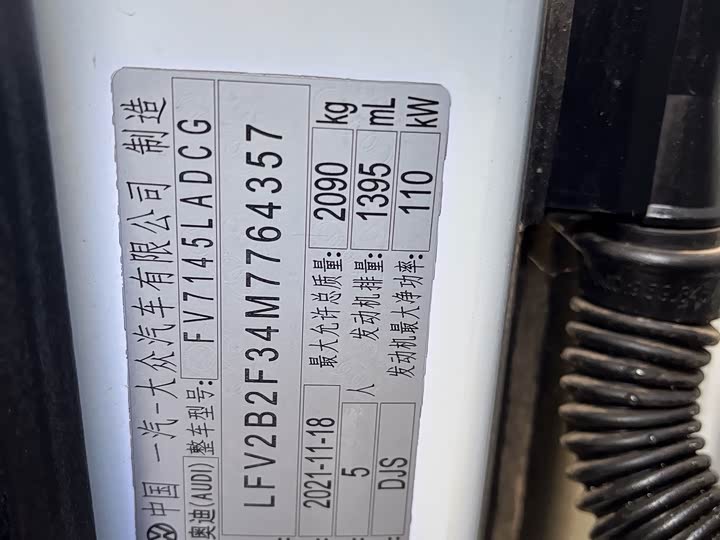 中国 一汽-大众汽车有限公司 制造
奥迪(AUDI) 整车型号: FV7145LADCG
LFV2B2F34M7764357
2021-11-18 最大允许总质量: 2090 kg
5 人 发动机排量: 1395 mL
DJS 发动机最大净功率: 110 kW